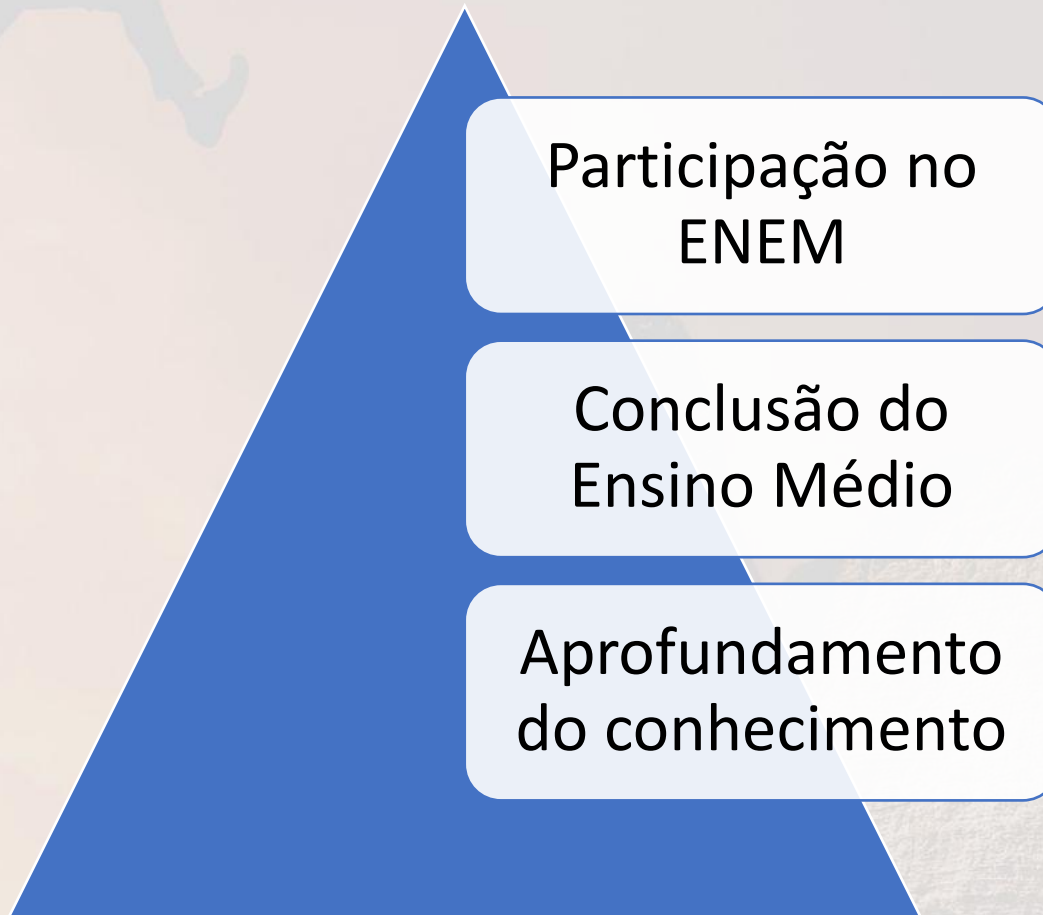 Participação no
ENEM
Conclusão do
Ensino Médio
Aprofundamento
do conhecimento